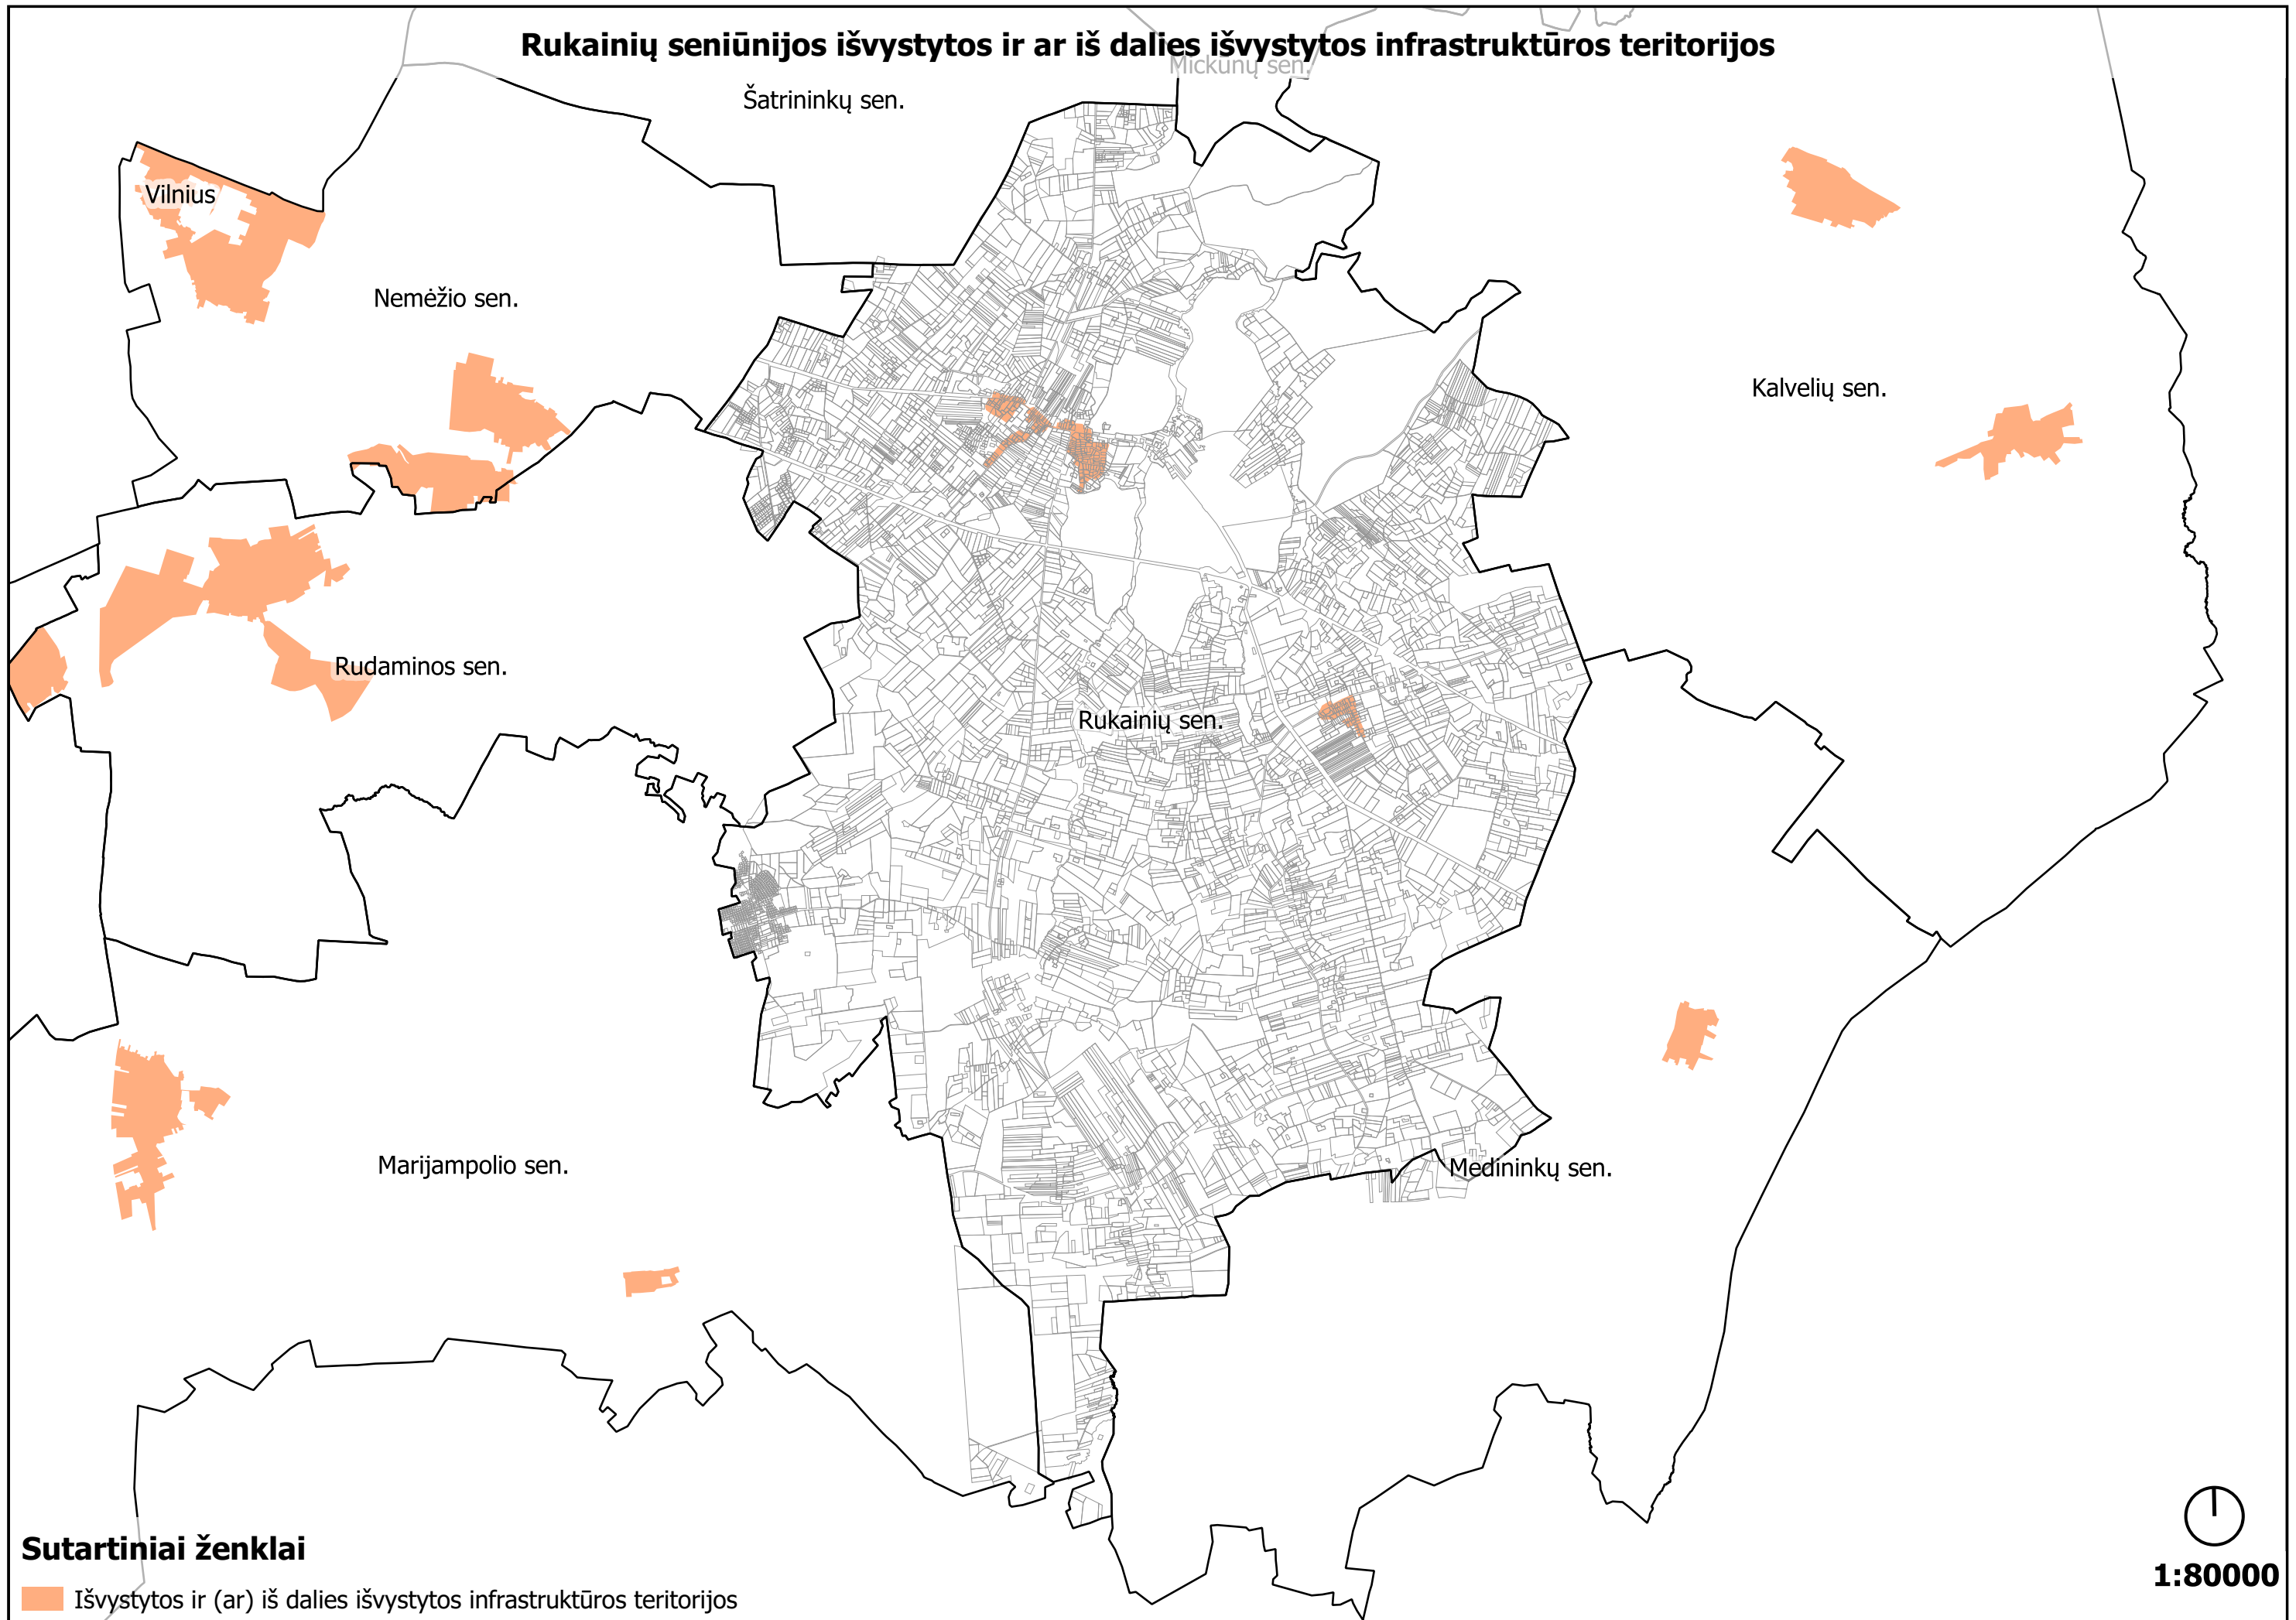 Rukainių seniūnijos išvystytos ir ar iš dalies išvystytos infrastruktūros teritorijos
Mickūnų sen.
Šatrininkų sen.
Vilnius
Nemėžio sen.
Kalvelių sen.
Rudaminos sen.
Rukainių sen.
Marijampolio sen.
Medininkų sen.
Sutartiniai ženklai
Išvystytos ir (ar) iš dalies išvystytos infrastruktūros teritorijos
1:80000